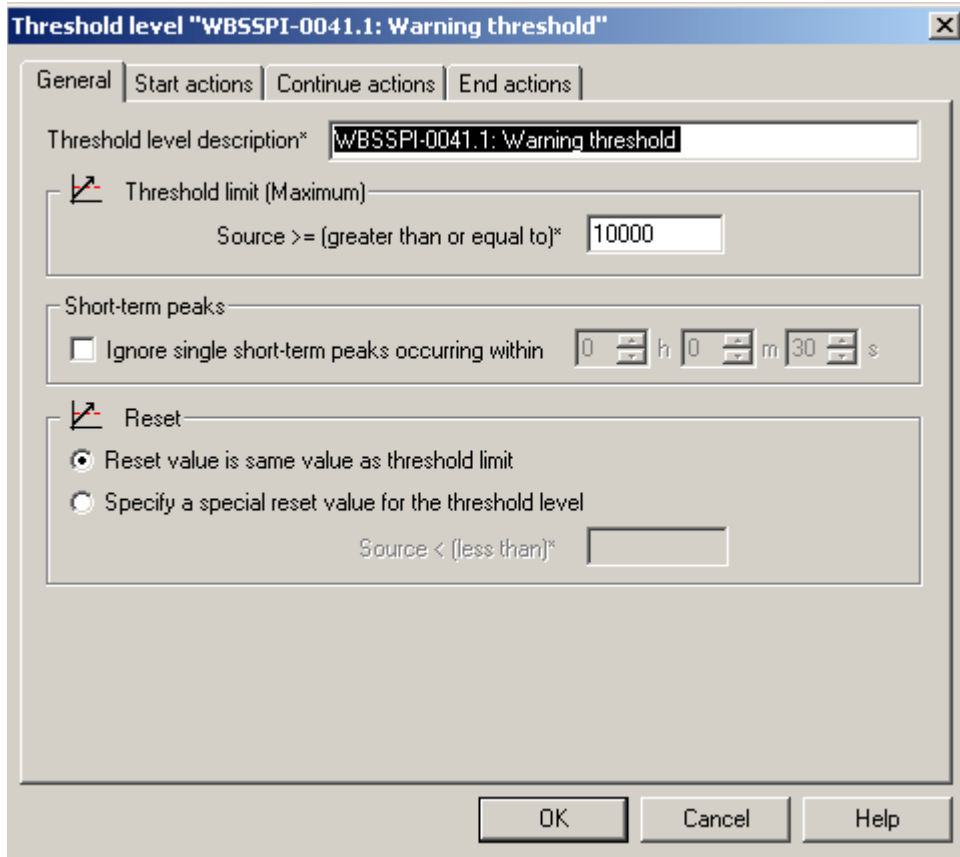 Threshold level "WBSSPI-0041.1: Warning threshold"
General Start actions Continue actions End actions
Threshold level description* WBSSPI-0041.1: Warning threshold
Threshold limit (Maximum)
Source >= (greater than or equal to)* 10000
Short-term peaks
Ignore single short-term peaks occurring within 0 h 0 m 30 s
Reset
Reset value is same value as threshold limit
Specify a special reset value for the threshold level
Source < (less than)*
OK Cancel Help